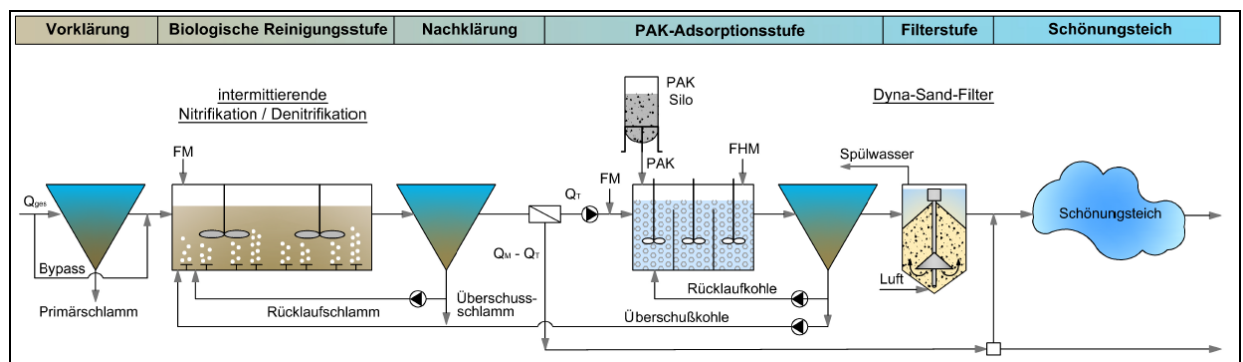 Vorklärung
Biologische Reinigungsstufe
Nachklärung
PAK-Adsorptionsstufe
Filterstufe
Schönungsteich
intermittierende
Nitrifikation / Denitrifikation
PAK
Silo
Dyna-Sand-Filter
FM
PAK
FHM
FM
Spülwasser
Qges
QT
Schönungsteich
QM - QT
Bypass
Rücklaufkohle
Luft
Primärschlamm
Rücklaufschlamm
Überschuss-
schlamm
Überschußkohle